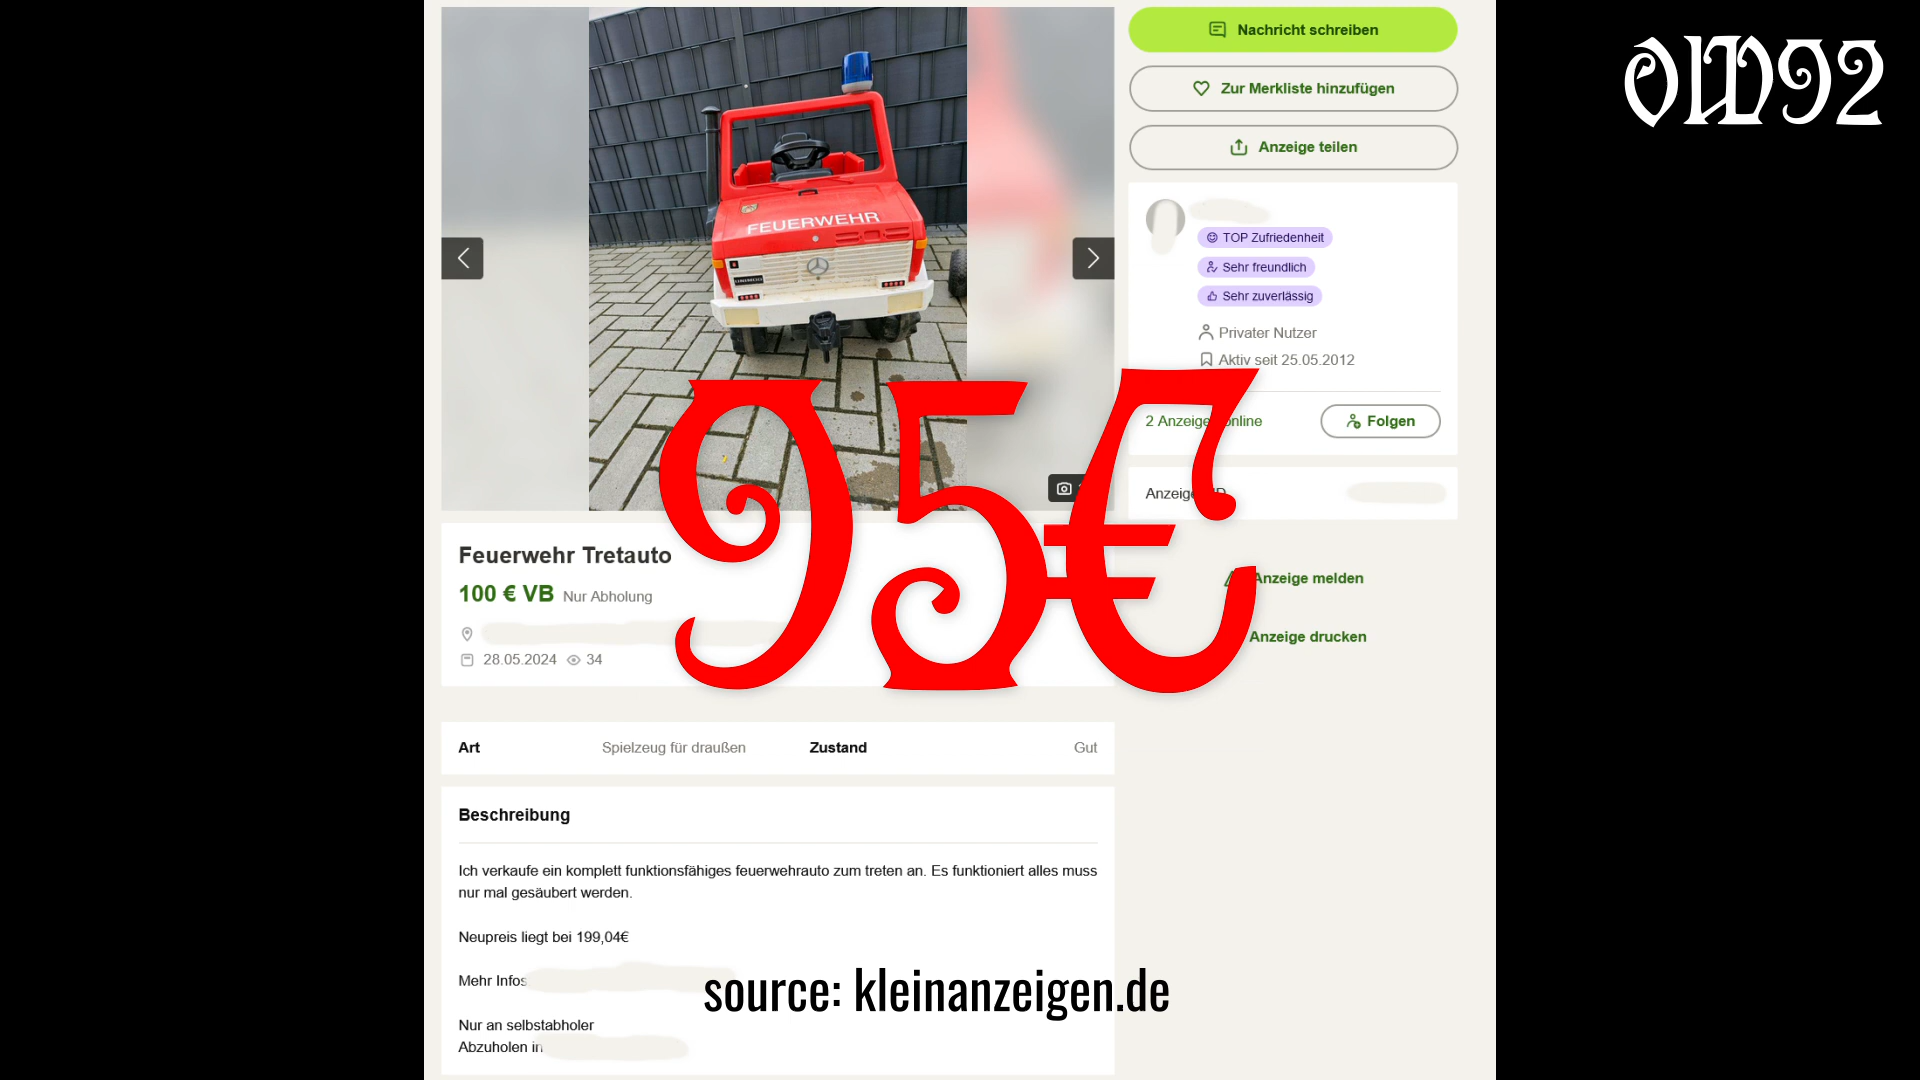 OW92
Nachricht schreiben
Zur Merkliste hinzufügen
Anzeige teilen
FEUERWEHR
TOP Zufriedenheit
Sehr freundlich
Sehr zuverlässig
Privater Nutzer
Aktiv seit 25.05.2012
2 Anzeigen online
Folgen
Anzeige
95€
Feuerwehr Tretauto
100 € VB Nur Abholung
28.05.2024 34
Anzeige melden
Anzeige drucken
Art Spielzeug für draußen Zustand Gut
Beschreibung
Ich verkaufe ein komplett funktionsfähiges feuerwehrauto zum treten an. Es funktioniert alles muss
nur mal gesäubert werden.
Neupreis liegt bei 199,04€
Mehr Infos
Nur an selbstabholer
Abzuholen in
source: kleinanzeigen.de